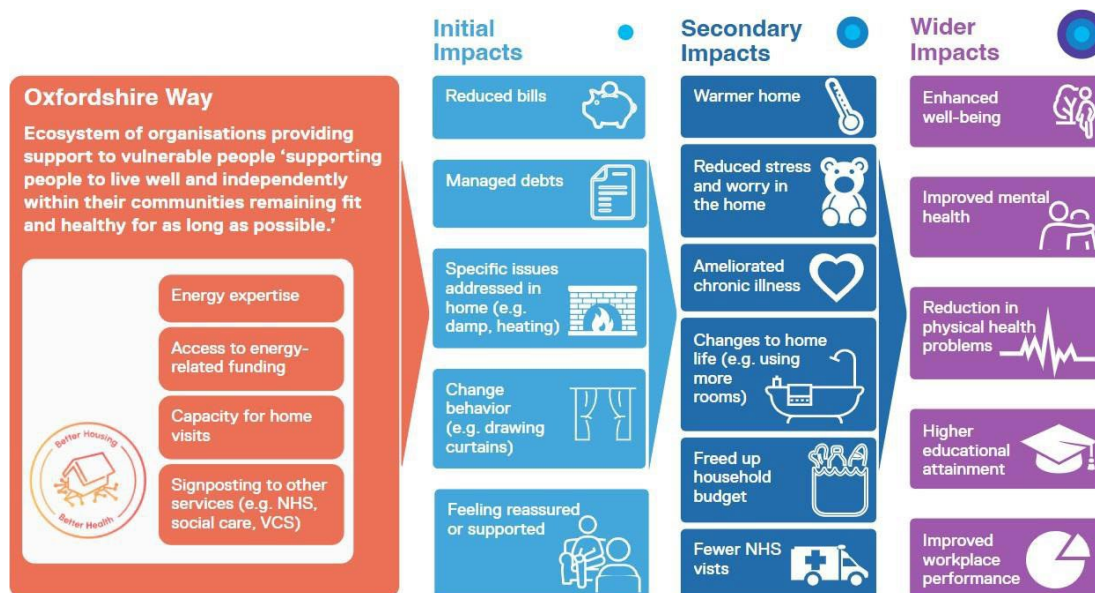 Oxfordshire Way
Ecosystem of organisations providing
support to vulnerable people ‘supporting
people to live well and independently
within their communities remaining fit
and healthy for as long as possible.’
Energy expertise
Access to energy-
related funding
Capacity for home
visits
Signposting to other
services (e.g. NHS,
social care, VCS)
Better Housing
Better Health
Initial
Impacts
Reduced bills
Managed debts
Specific issues
addressed in
home (e.g.
damp, heating)
Change
behavior
(e.g. drawing
curtains)
Feeling reassured
or supported
Secondary
Impacts
Warmer home
Reduced stress
and worry in
the home
Ameliorated
chronic illness
Changes to home
life (e.g. using
more
rooms)
Freed up
household
budget
Fewer NHS
vists
Wider
Impacts
Enhanced
well-being
Improved mental
health
Reduction in
physical health
problems
Higher
educational
attainment
Improved
workplace
performance